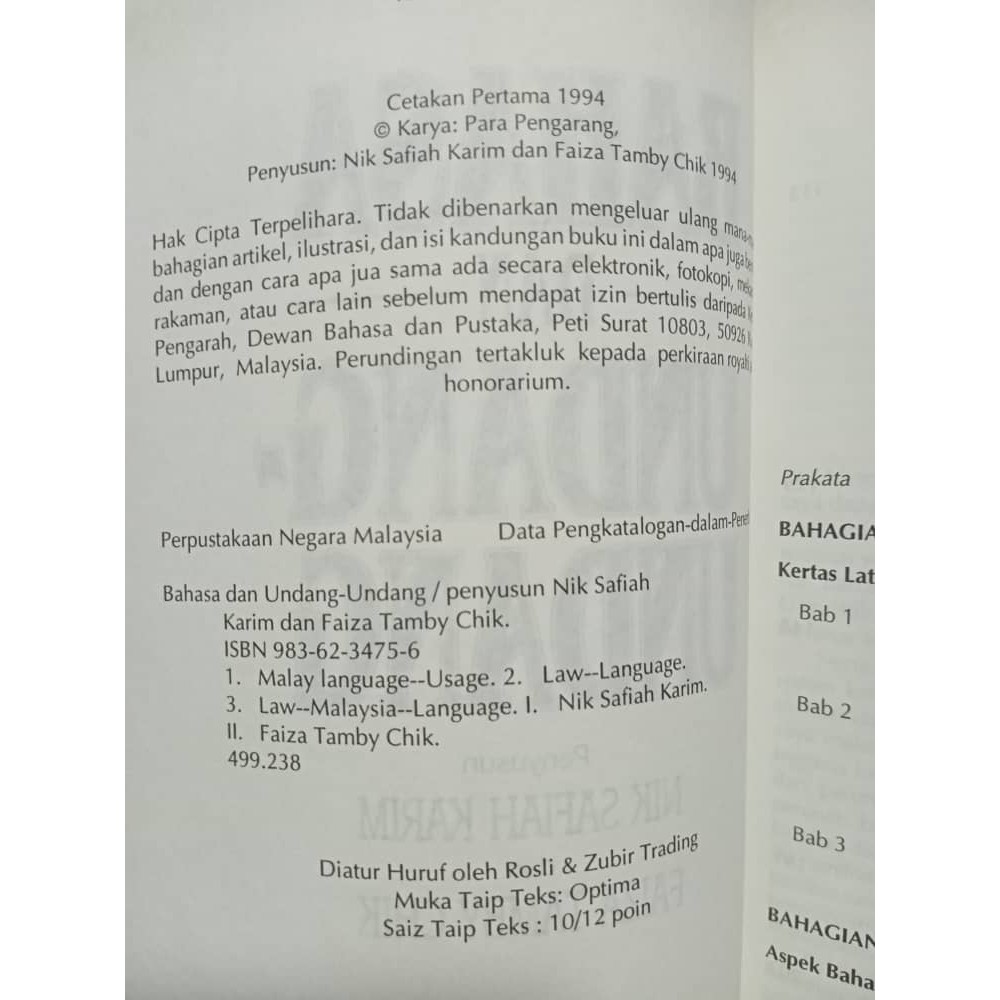 Cetakan Pertama 1994
© Karya: Para Pengarang,
Penyusun: Nik Safiah Karim dan Faiza Tamby Chik 1994
Hak Cipta Terpelihara. Tidak dibenarkan mengeluar ulang
bahagian artikel, ilustrasi, dan isi kandungan buku ini dalam apa juga
dan dengan cara apa jua sama ada secara elektronik, fotokopi,
rakaman, atau cara lain sebelum mendapat izin bertulis daripada
Pengarah, Dewan Bahasa dan Pustaka, Peti Surat 10803, 50926
Lumpur, Malaysia. Perundingan tertakluk kepada perkiraan
honorarium.
Perpustakaan Negara Malaysia Data Pengkatalogan-dalam-
Bahasa dan Undang-Undang / penyusun Nik Safiah
Karim dan Faiza Tamby Chik.
ISBN 983-62-3475-6
1. Malay language--Usage. 2. Law--Language.
3. Law--Malaysia--Language. I. Nik Safiah Karim.
II. Faiza Tamby Chik.
499.238
Diatur Huruf oleh Rosli & Zubir Trading
Muka Taip Teks: Optima
Saiz Taip Teks : 10/12 poin
Prakata
BAHAGIA
Kertas Lat
Bab 1
Bab 2
Bab 3
BAHAGIAN
Aspek Baha